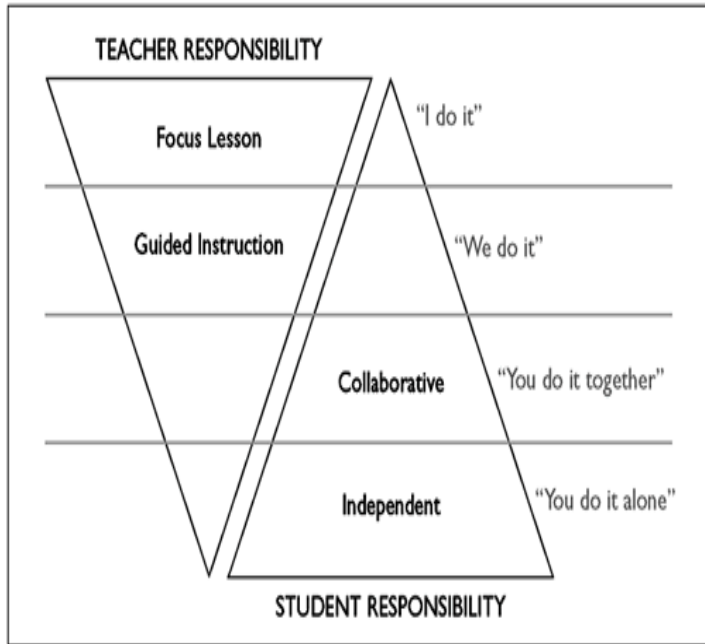 TEACHER RESPONSIBILITY
Focus Lesson
“I do it”
Guided Instruction
“We do it”
Collaborative
“You do it together”
Independent
“You do it alone”
STUDENT RESPONSIBILITY